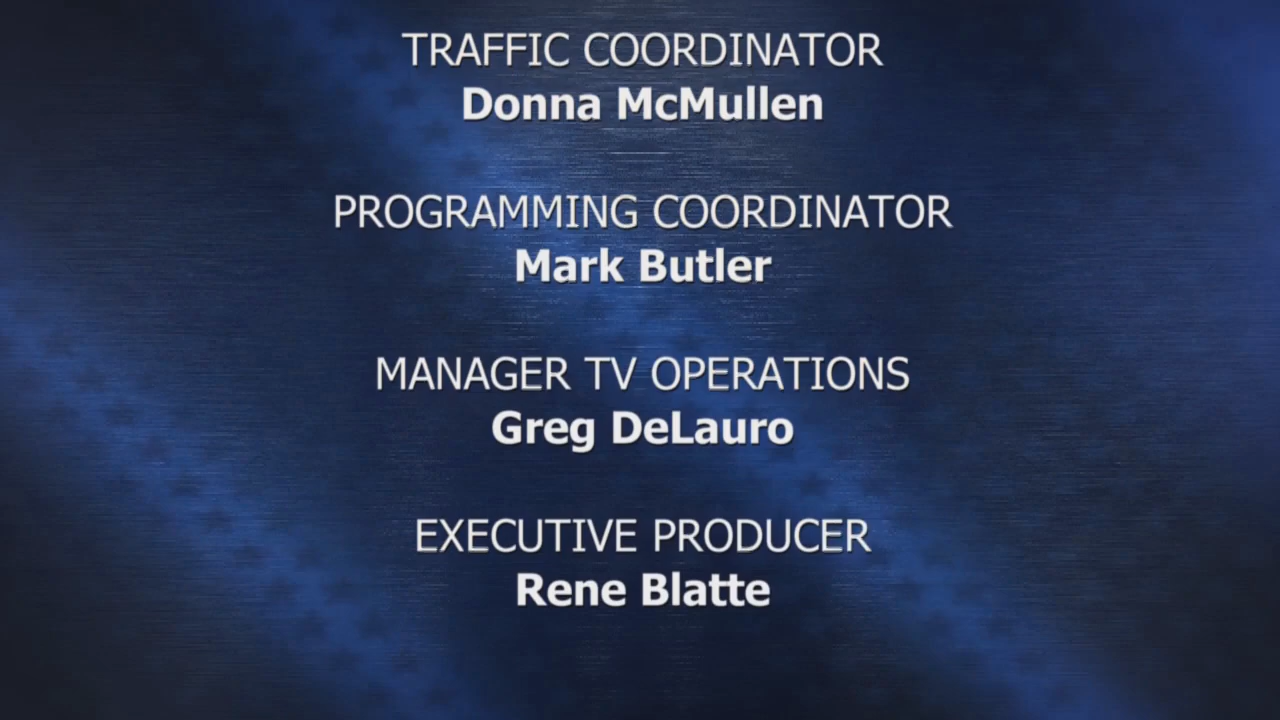 TRAFFIC COORDINATOR
Donna McMullen
PROGRAMMING COORDINATOR
Mark Butler
MANAGER TV OPERATIONS
Greg DeLauro
EXECUTIVE PRODUCER
Rene Blatte